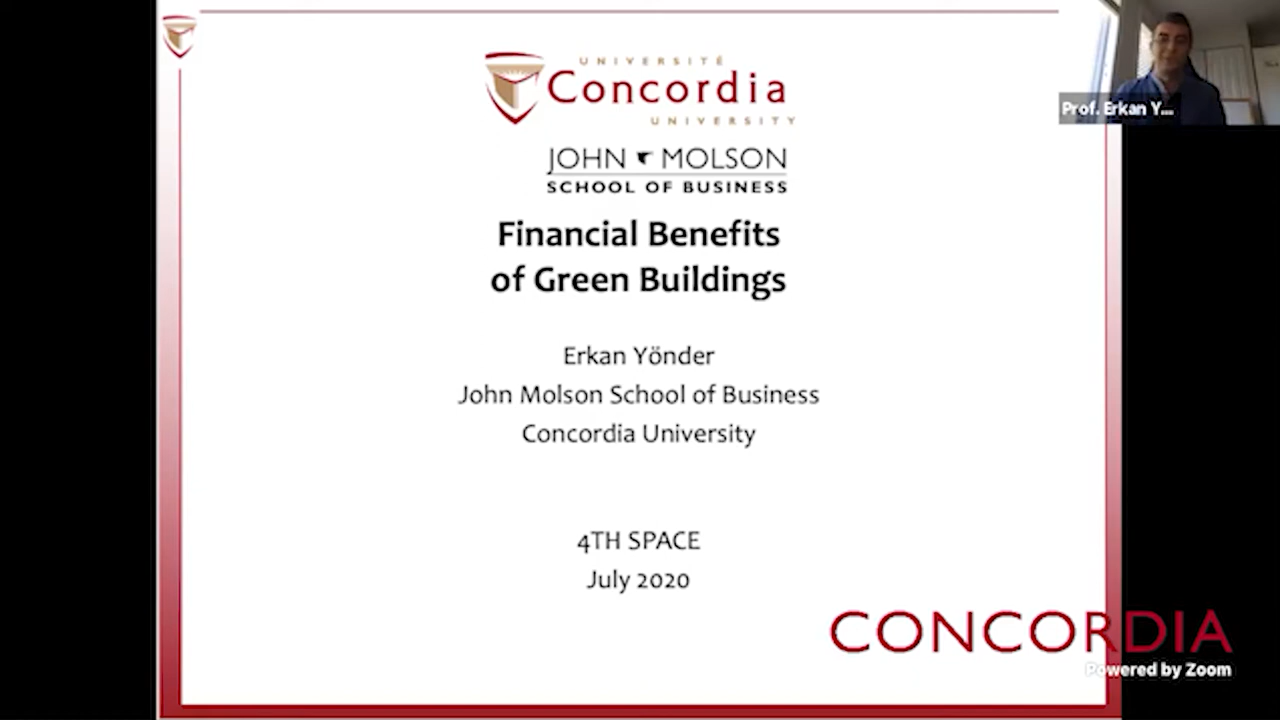 UNIVERSITÉ
Concordia
UNIVERSITY
JOHN MOLSON
SCHOOL OF BUSINESS
Financial Benefits
of Green Buildings
Erkan Yönder
John Molson School of Business
Concordia University
4TH SPACE
July 2020
Prof. Erkan Y...
CONCORDIA
Powered by Zoom